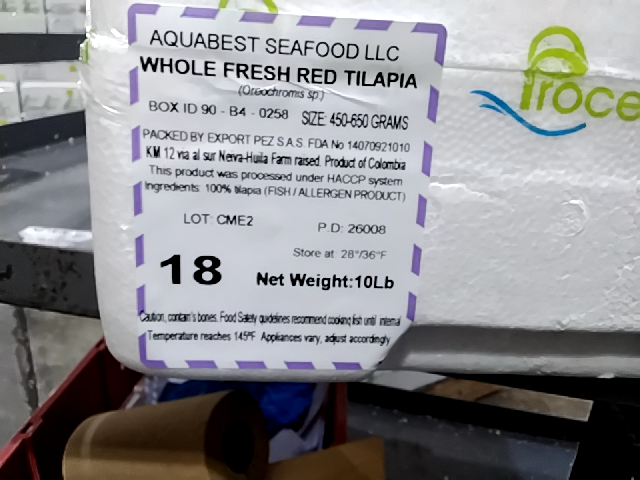 AQUABEST SEAFOOD LLC
WHOLE FRESH RED TILAPIA
(Oreochromis sp.)
BOX ID 90 - B4 - 0258 SIZE: 450-650 GRAMS
PACKED BY EXPORT PEZ S.A.S. FDA No 14070921010
KM 12 via al sur Neiva-Huila Farm raised. Product of Colombia
This product was processed under HACCP system
Ingredients: 100% tilapia (FISH / ALLERGEN PRODUCT)
LOT: CME2 P.D: 26008
Store at: 28°/36°F
18 Net Weight:10Lb
Caution, contain's bones. Food Safety guidelines recommend cooking fish until internal
Temperature reaches 145ºF Appliances vary, adjust accordingly
Proce